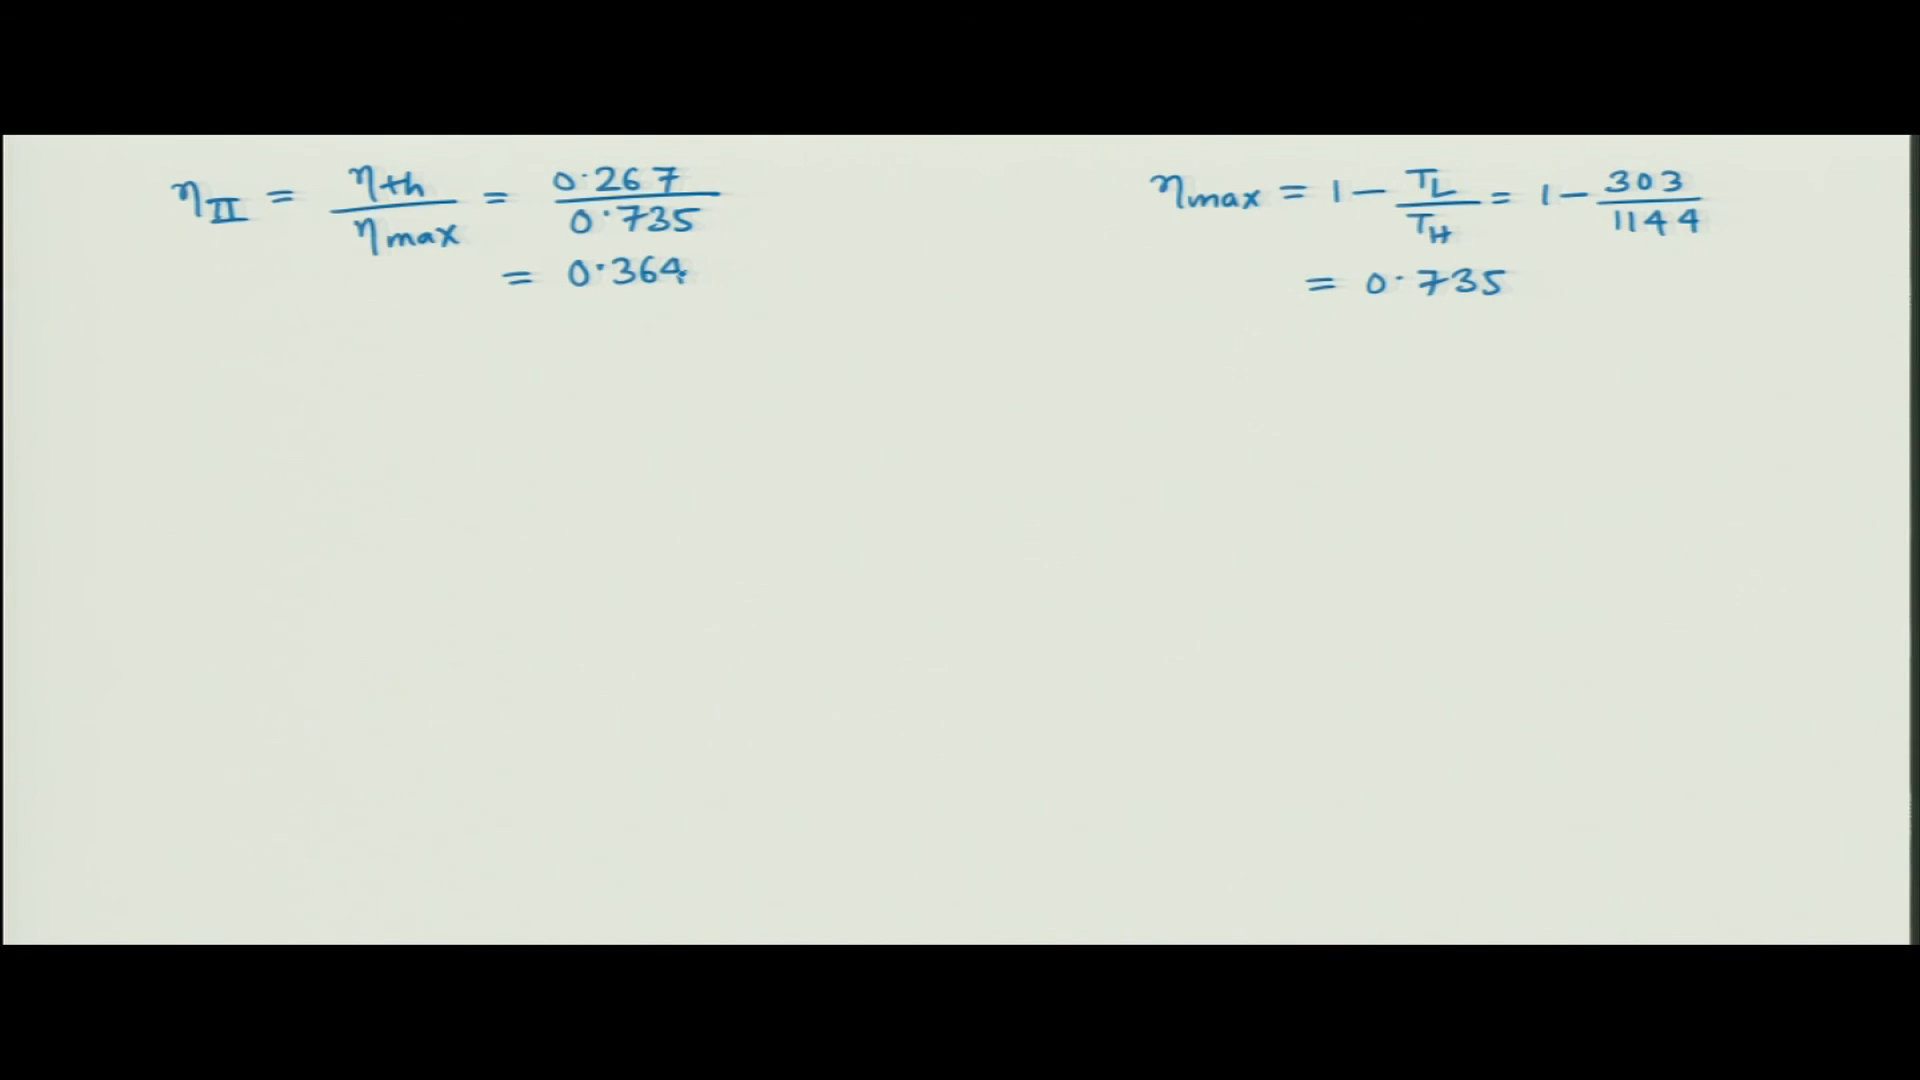 η_II = η_th / η_max = 0.267 / 0.735
= 0.364
η_max = 1 - T_L / T_H = 1 - 303 / 1144
= 0.735